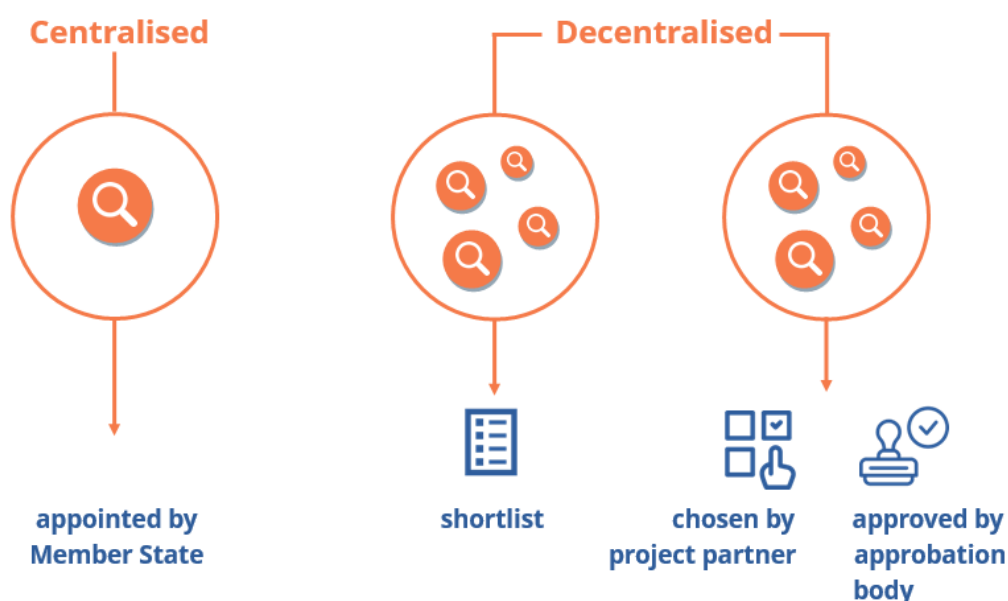 Centralised
Decentralised
appointed by
Member State
shortlist
chosen by
project partner
approved by
approbation
body